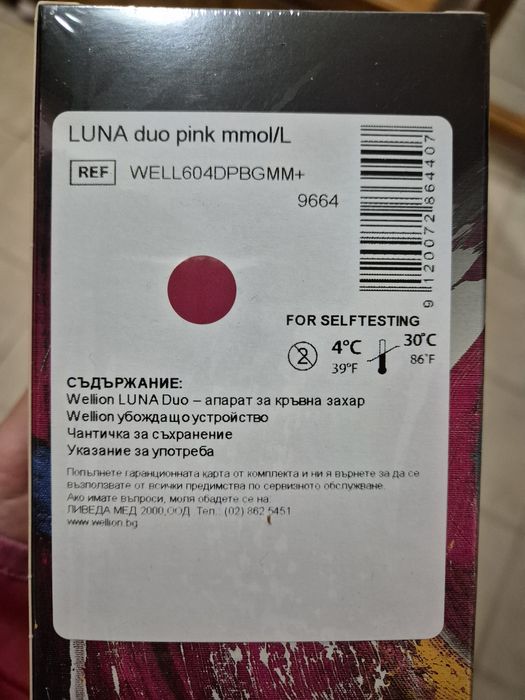 LUNA duo pink mmol/L
REF WELL604DPBGMM+
9664
9 120072 864407
FOR SELFTESTING
2 4°C 30°C
39°F 86°F
СЪДЪРЖАНИЕ:
Wellion LUNA Duo – апарат за кръвна захар
Wellion убождащо устройство
Чантичка за съхранение
Указание за употреба
Попълнете гаранционната карта от комплекта и ни я върнете за да се
възползвате от всички предимства по сервизното обслужване.
Ако имате въпроси, моля обадете се на:
ЛИВЕДА МЕД 2000,ООД Тел.: (02) 862 5451
www.wellion.bg